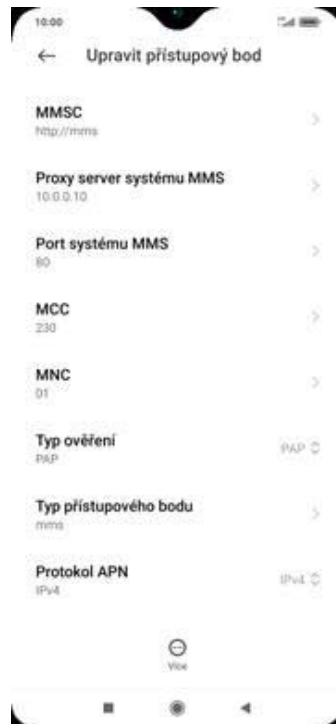 10:00
Upravit přístupový bod
MMSC
http://mms
Proxy server systému MMS
10.0.0.10
Port systému MMS
80
MCC
230
MNC
01
Typ ověření
PAP
PAP
Typ přístupového bodu
mms
Protokol APN
IPv4
IPv4
Více